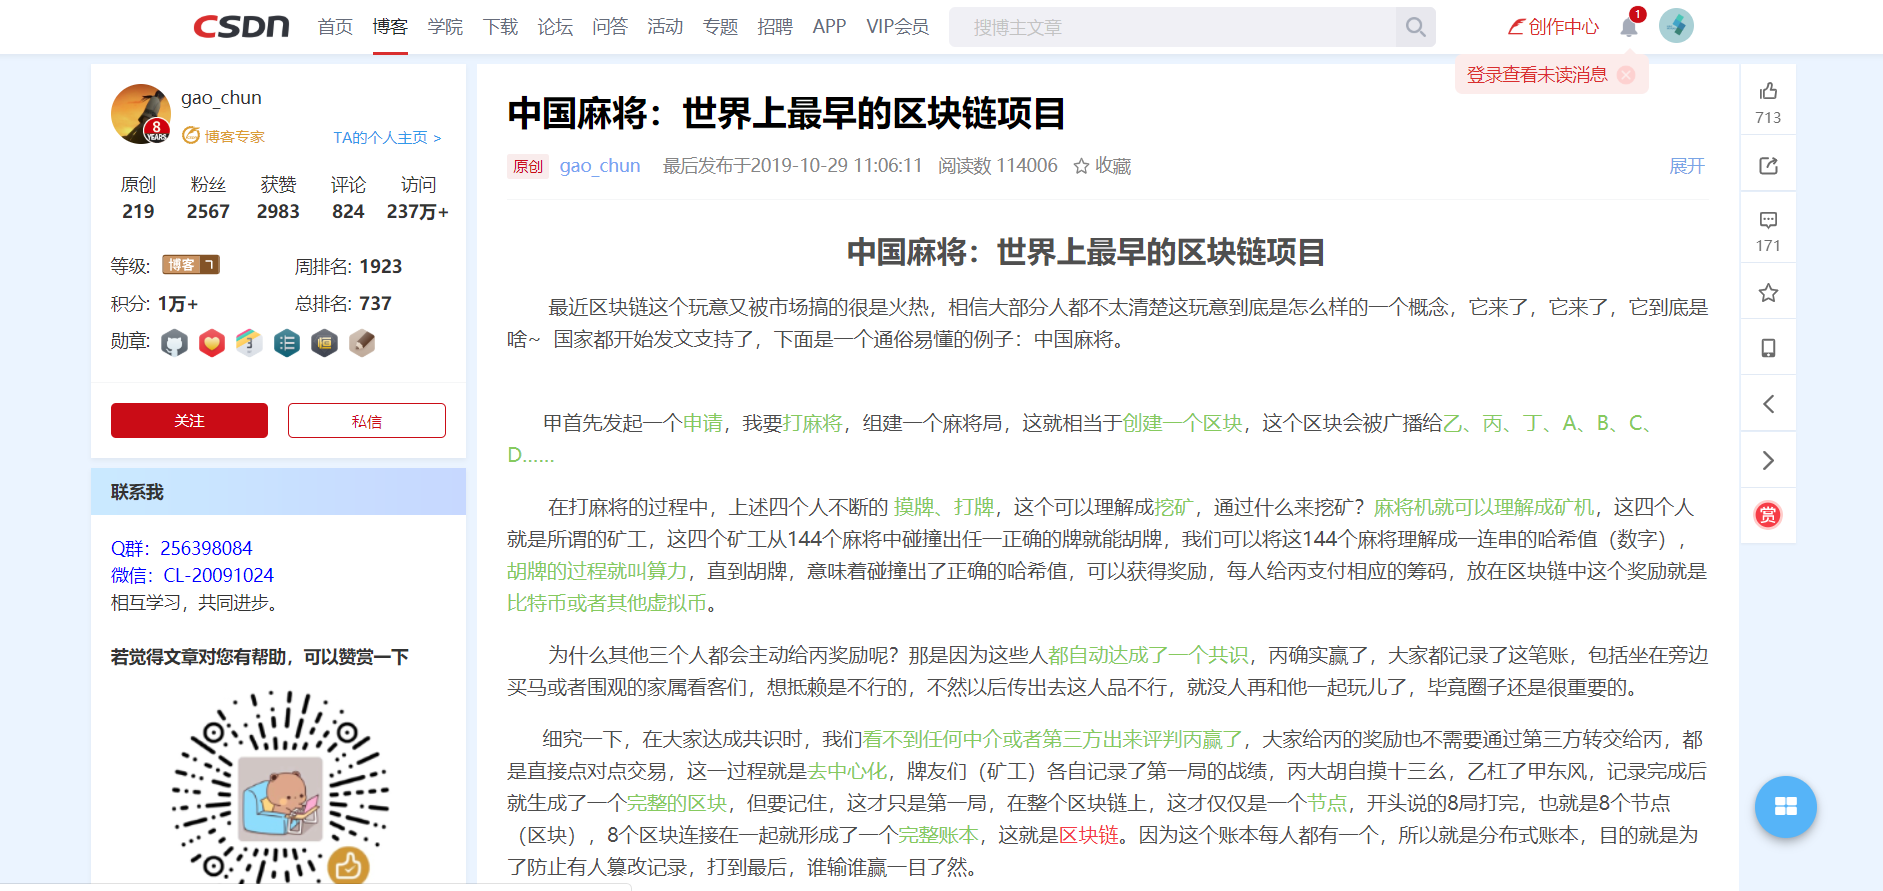 CSDN 首页 博客 学院 下载 论坛 问答 活动 专题 招聘 APP VIP会员 搜博主文章 创作中心 1
登录查看未读消息
gao_chun
8 YEARS
博客专家 TA的个人主页 >
原创 粉丝 获赞 评论 访问
219 2567 2983 824 237万+
等级: 博客 7 周排名: 1923
积分: 1万+ 总排名: 737
勋章:
关注 私信
联系我
Q群：256398084
微信：CL-20091024
相互学习，共同进步。
若觉得文章对您有帮助，可以赞赏一下
中国麻将：世界上最早的区块链项目
原创 gao_chun 最后发布于2019-10-29 11:06:11 阅读数 114006 收藏 展开
中国麻将：世界上最早的区块链项目
最近区块链这个玩意又被市场搞的很是火热，相信大部分人都不太清楚这玩意到底是怎么样的一个概念，它来了，它来了，它到底是
啥~ 国家都开始发文支持了，下面是一个通俗易懂的例子：中国麻将。
甲首先发起一个申请，我要打麻将，组建一个麻将局，这就相当于创建一个区块，这个区块会被广播给乙、丙、丁、A、B、C、
D......
在打麻将的过程中，上述四个人不断的 摸牌、打牌，这个可以理解成挖矿，通过什么来挖矿？麻将机就可以理解成矿机，这四个人
就是所谓的矿工，这四个矿工从144个麻将中碰撞出任一正确的牌就能胡牌，我们可以将这144个麻将理解成一连串的哈希值（数字），
胡牌的过程就叫算力，直到胡牌，意味着碰撞出了正确的哈希值，可以获得奖励，每人给丙支付相应的筹码，放在区块链中这个奖励就是
比特币或者其他虚拟币。
为什么其他三个人都会主动给丙奖励呢？那是因为这些人都自动达成了一个共识，丙确实赢了，大家都记录了这笔账，包括坐在旁边
买马或者围观的家属看客们，想抵赖是不行的，不然以后传出去这人品不行，就没人再和他一起玩儿了，毕竟圈子还是很重要的。
细究一下，在大家达成共识时，我们看不到任何中介或者第三方出来评判丙赢了，大家给丙的奖励也不需要通过第三方转交给丙，都
是直接点对点交易，这一过程就是去中心化，牌友们（矿工）各自记录了第一局的战绩，丙大胡自摸十三幺，乙杠了甲东风，记录完成后
就生成了一个完整的区块，但要记住，这才只是第一局，在整个区块链上，这才仅仅是一个节点，开头说的8局打完，也就是8个节点
（区块），8个区块连接在一起就形成了一个完整账本，这就是区块链。因为这个账本每人都有一个，所以就是分布式账本，目的就是为
了防止有人篡改记录，打到最后，谁输谁赢一目了然。
713
171
赏